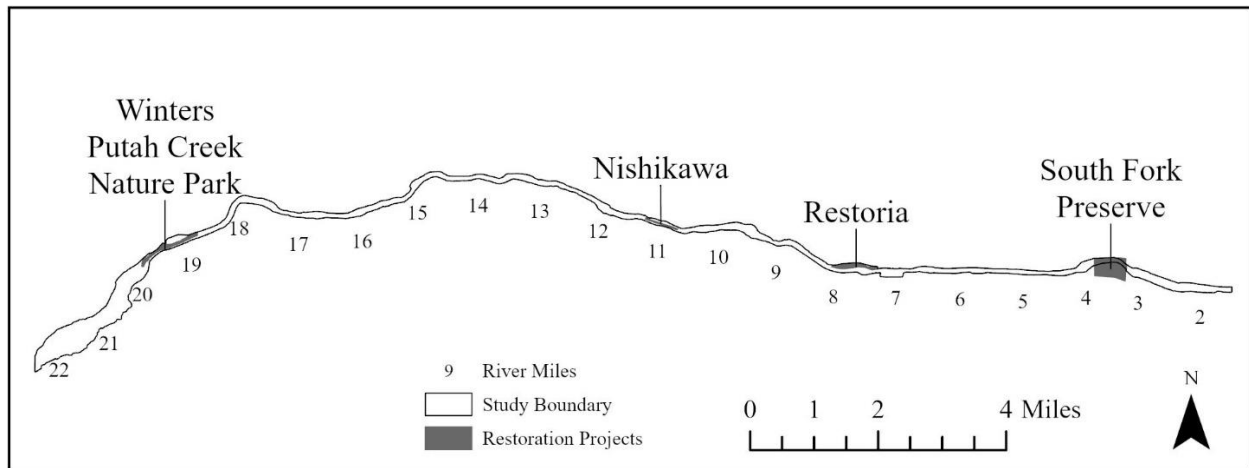 Winters
Putah Creek
Nature Park
Nishikawa
Restoria
South Fork
Preserve
22
21
20
19
18
17
16
15
14
13
12
11
10
9
8
7
6
5
4
3
2
9 River Miles
Study Boundary
Restoration Projects
0 1 2 4 Miles
N